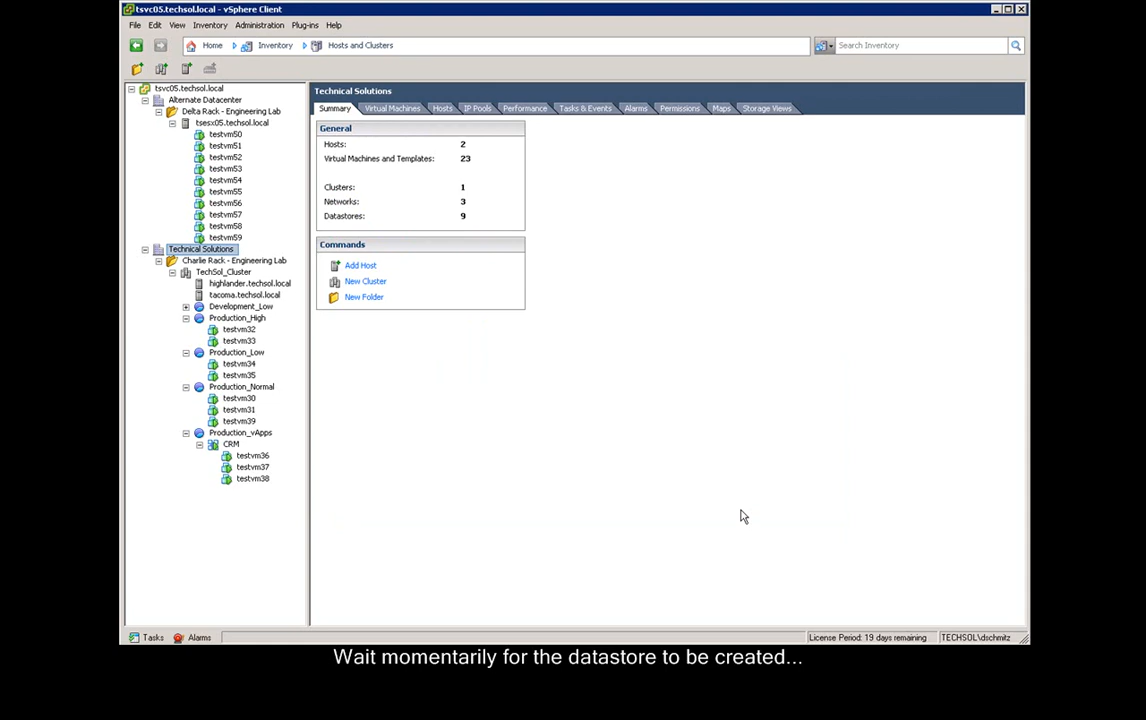 tsvc05.techsol.local - vSphere Client
File Edit View Inventory Administration Plug-ins Help
Home Inventory Hosts and Clusters Search Inventory
tsvc05.techsol.local
Alternate Datacenter
Delta Rack - Engineering Lab
tsesx05.techsol.local
testvm50
testvm51
testvm52
testvm53
testvm54
testvm55
testvm56
testvm57
testvm58
testvm59
Technical Solutions
Charlie Rack - Engineering Lab
TechSol_Cluster
highlander.techsol.local
tacoma.techsol.local
Development_Low
Production_High
testvm32
testvm33
Production_Low
testvm34
testvm35
Production_Normal
testvm30
testvm31
testvm39
Production_vApps
CRM
testvm36
testvm37
testvm38
Technical Solutions
Summary Virtual Machines Hosts IP Pools Performance Tasks & Events Alarms Permissions Maps Storage Views
General
Hosts: 2
Virtual Machines and Templates: 23
Clusters: 1
Networks: 3
Datastores: 9
Commands
Add Host
New Cluster
New Folder
Tasks Alarms License Period: 19 days remaining TECHSOL\dschmitz
Wait momentarily for the datastore to be created...